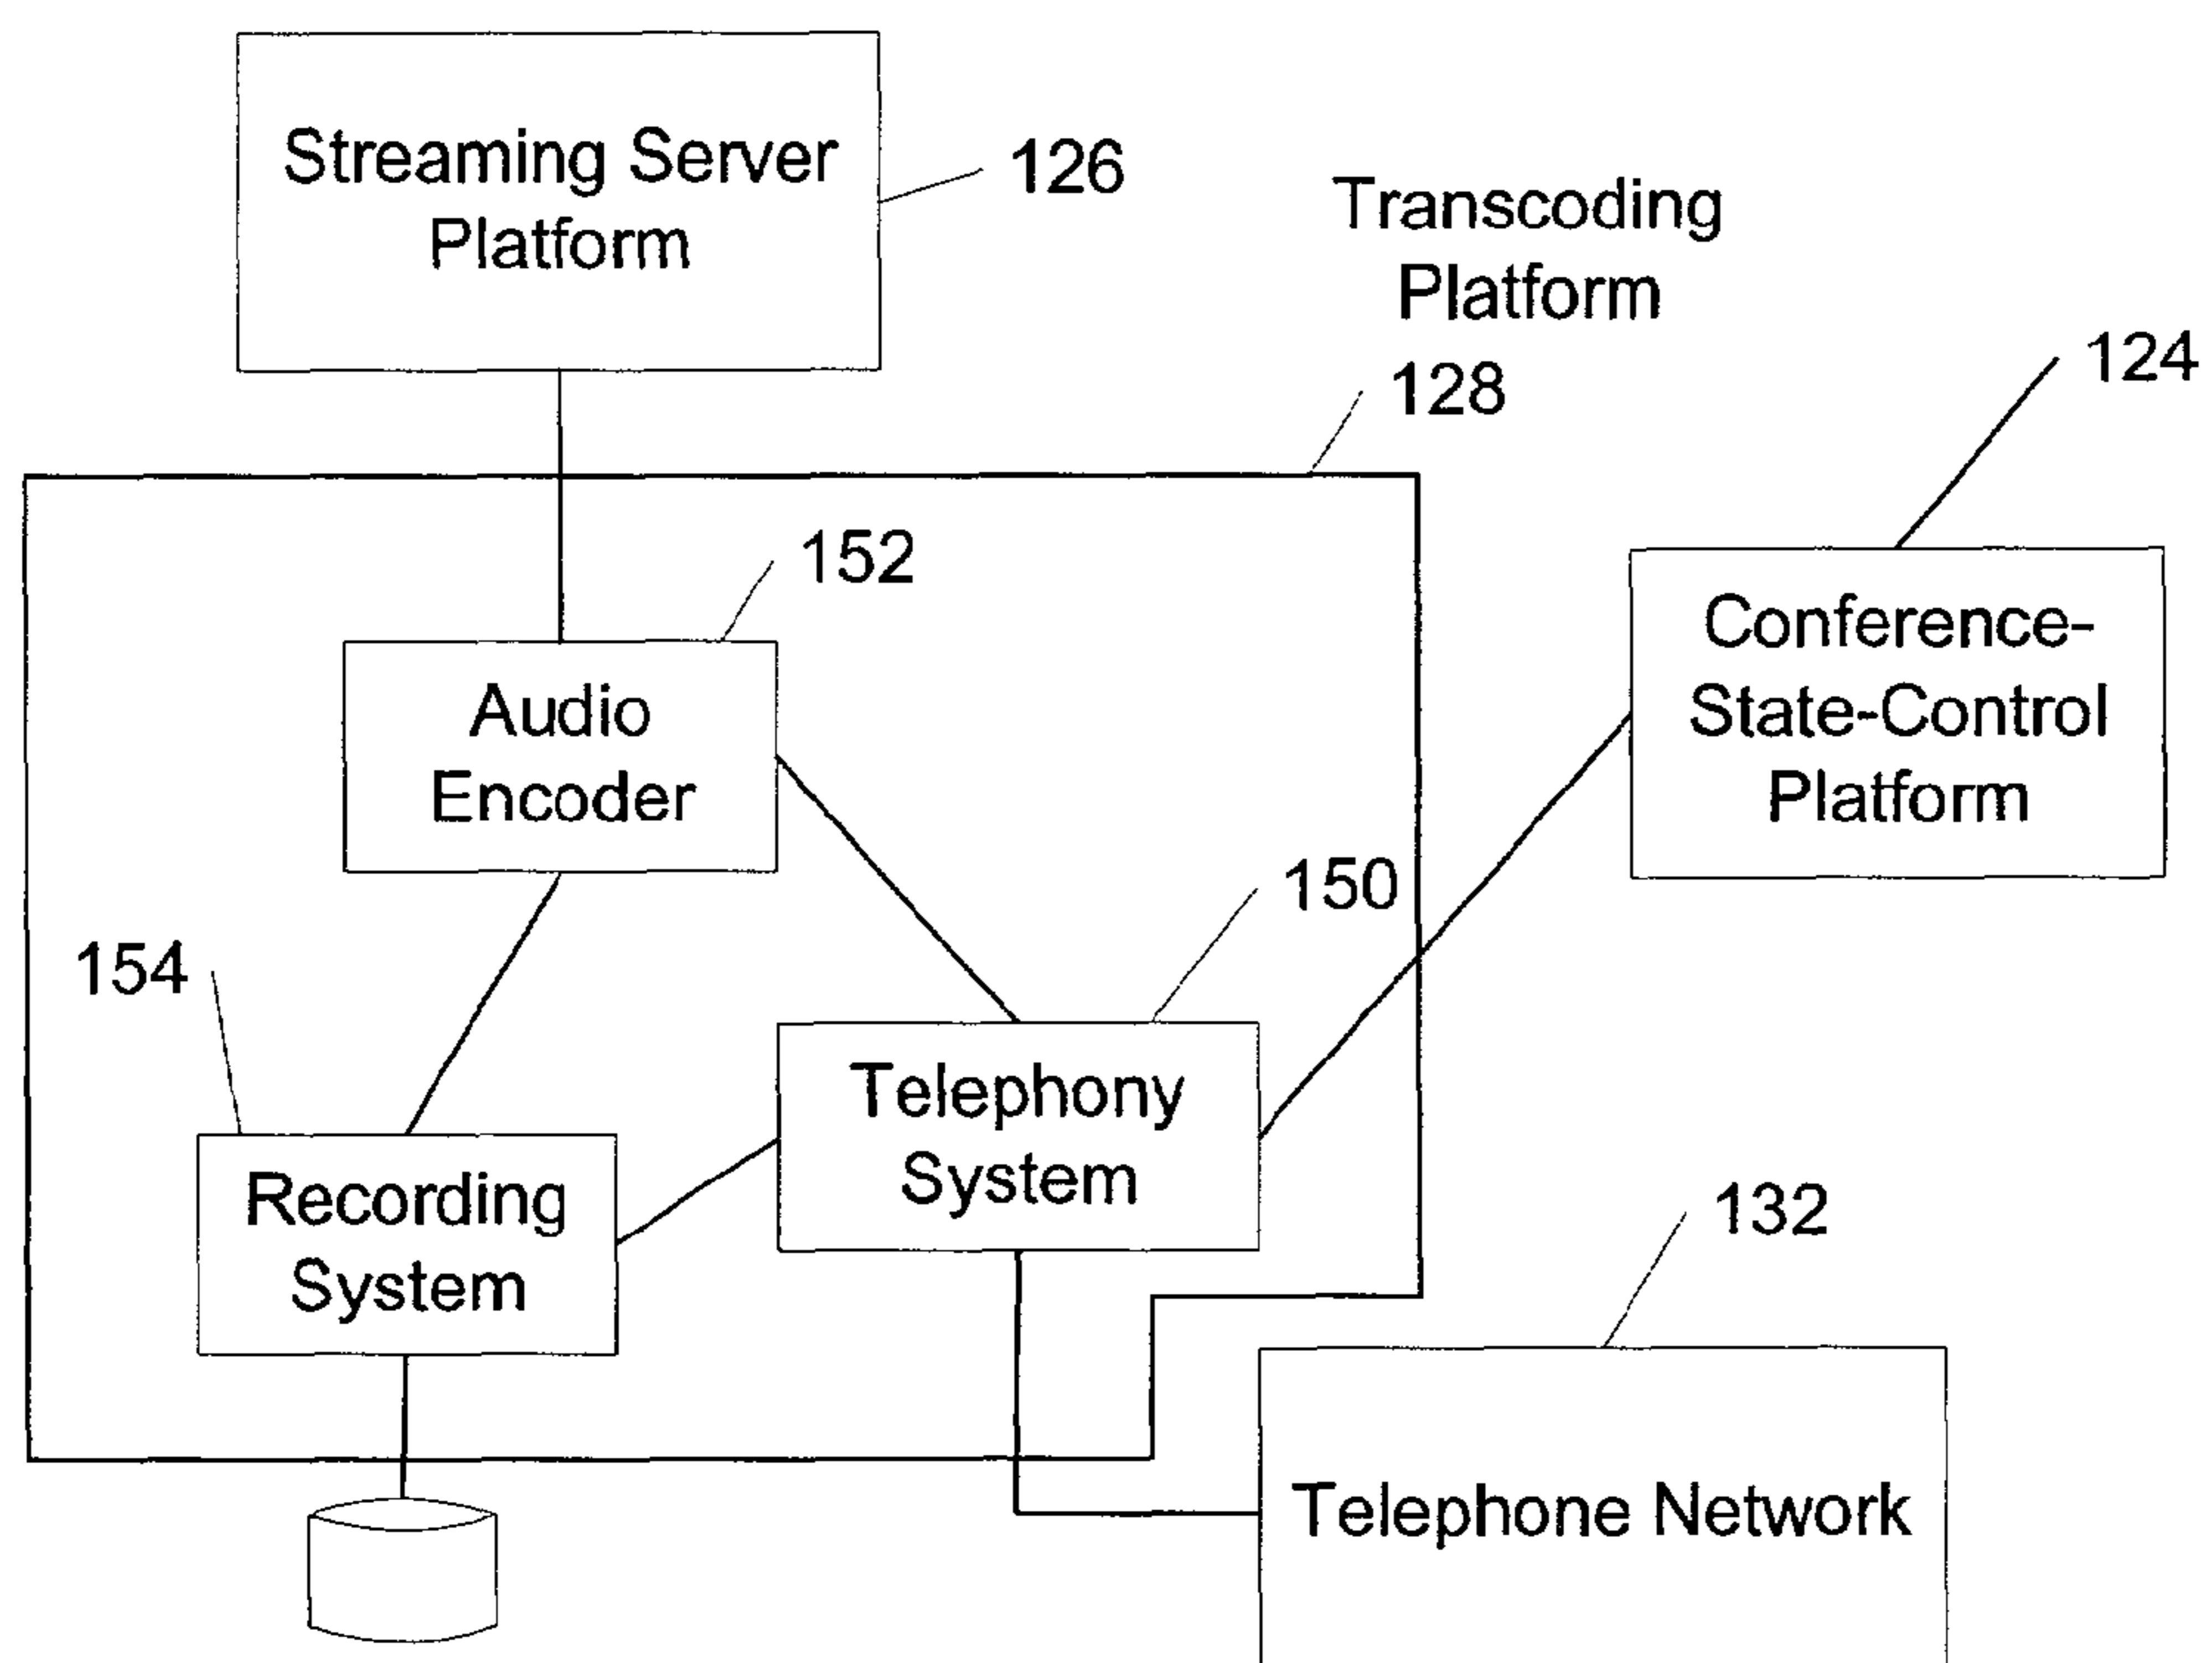 Streaming Server
Platform
126
Transcoding
Platform
128
124
152
Audio
Encoder
Conference-
State-Control
Platform
150
154
Telephony
System
Recording
System
132
Telephone Network